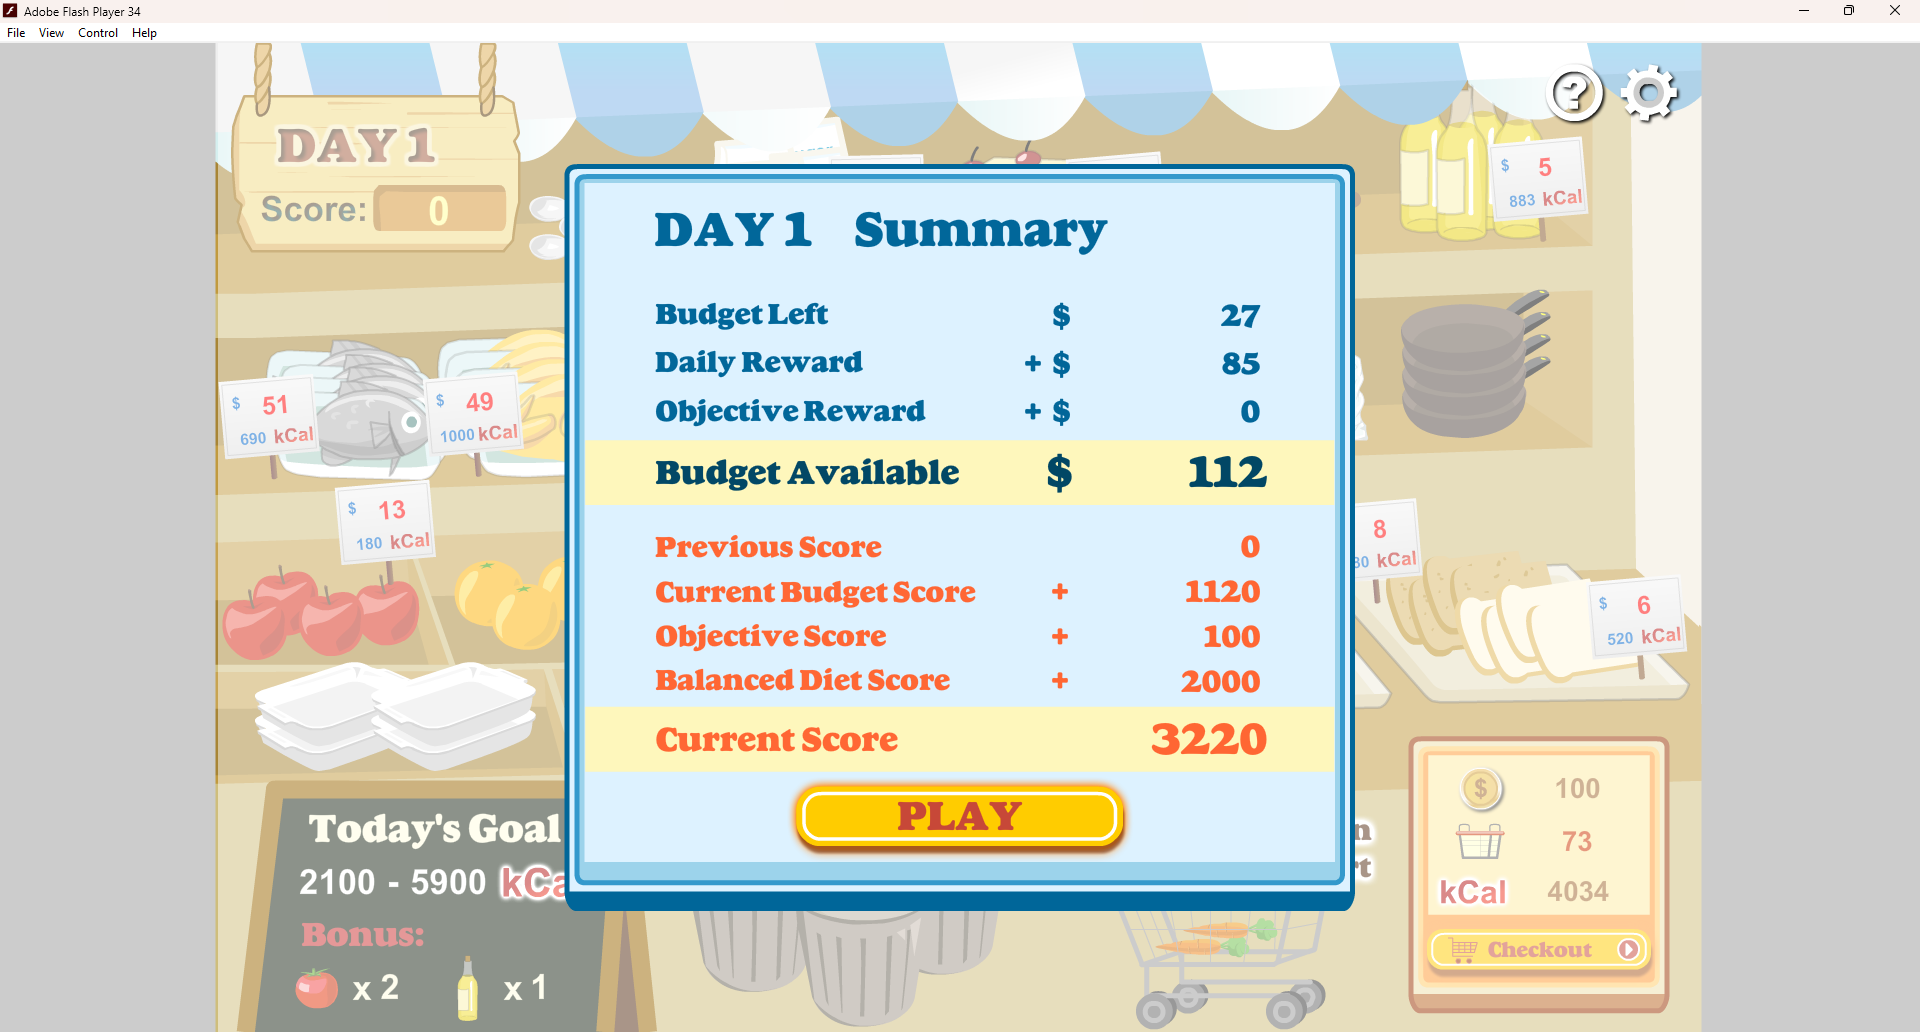 Adobe Flash Player 34
File View Control Help
DAY 1
Score: 0
$ 5
883 kCal
DAY 1 Summary
Budget Left $ 27
Daily Reward + $ 85
Objective Reward + $ 0
Budget Available $ 112
Previous Score 0
Current Budget Score + 1120
Objective Score + 100
Balanced Diet Score + 2000
Current Score 3220
PLAY
$ 51
690 kCal
$ 49
1000 kCal
$ 13
180 kCal
8
kCal
$ 6
520 kCal
Today's Goal
2100 - 5900 kCa
Bonus:
x 2 x 1
$ 100
73
kCal 4034
Checkout